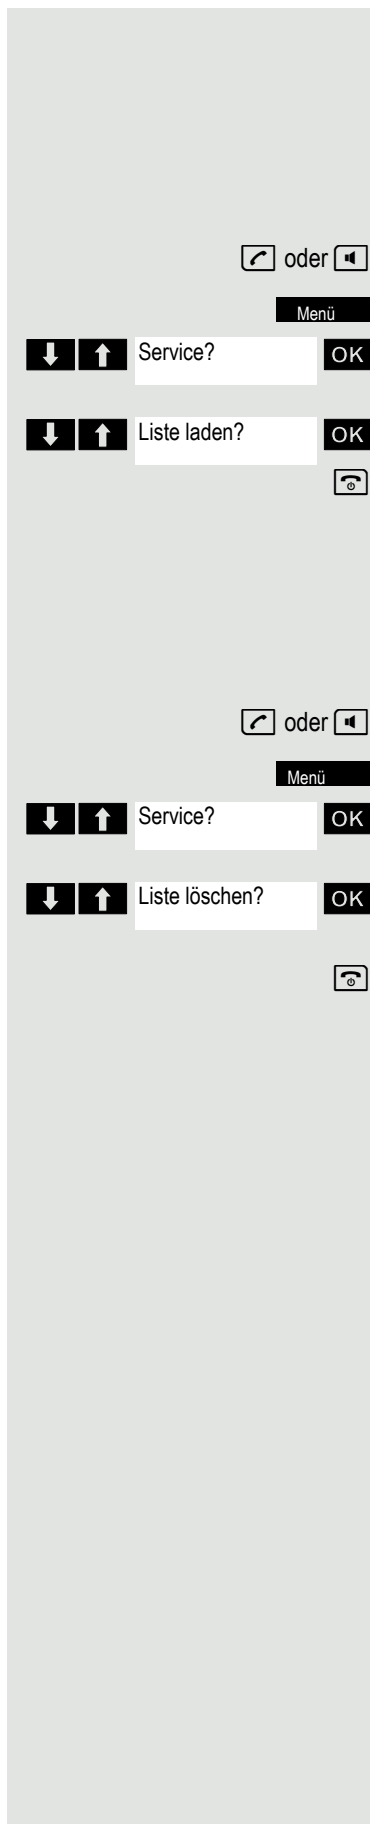 oder
Menü
Service? OK
Liste laden? OK
oder
Menü
Service? OK
Liste löschen? OK